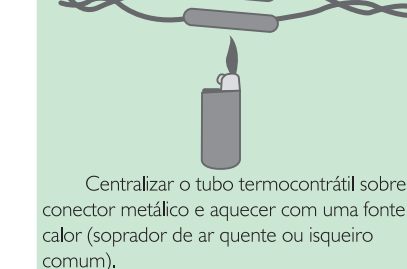 Centralizar o tubo termocontrátil sobre
conector metálico e aquecer com uma fonte
calor (soprador de ar quente ou isqueiro
comum).